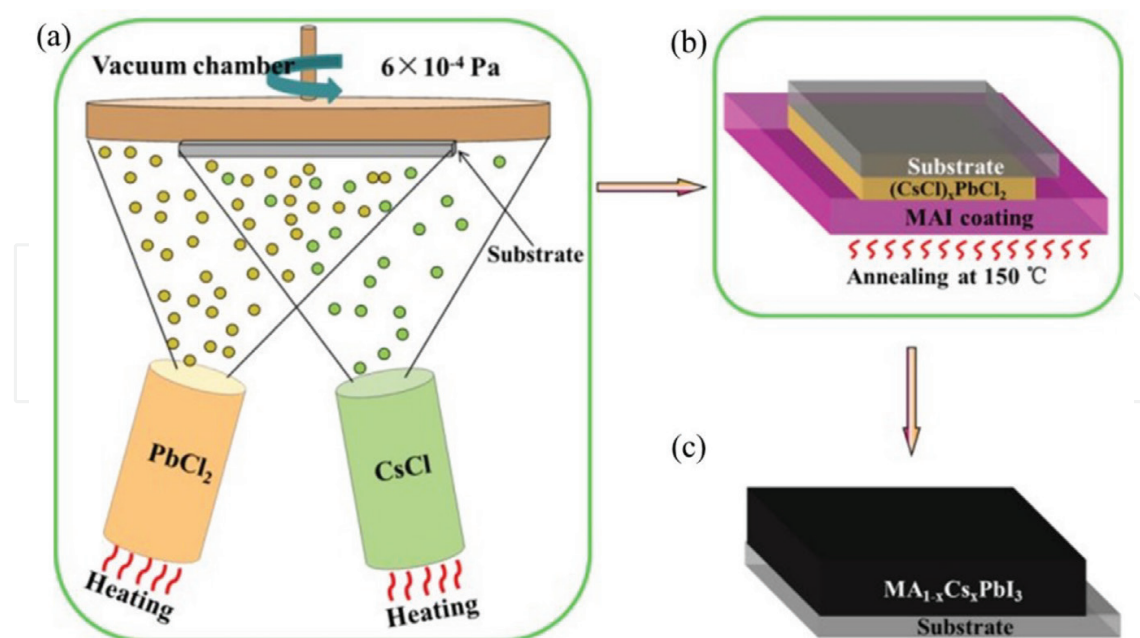 (a)
Vacuum chamber
6×10⁻⁴ Pa
Substrate
PbCl₂
CsCl
Heating
Heating
(b)
Substrate
(CsCl)ₓPbCl₂
MAI coating
Annealing at 150 ℃
(c)
MA₁₋ₓCsₓPbI₃
Substrate